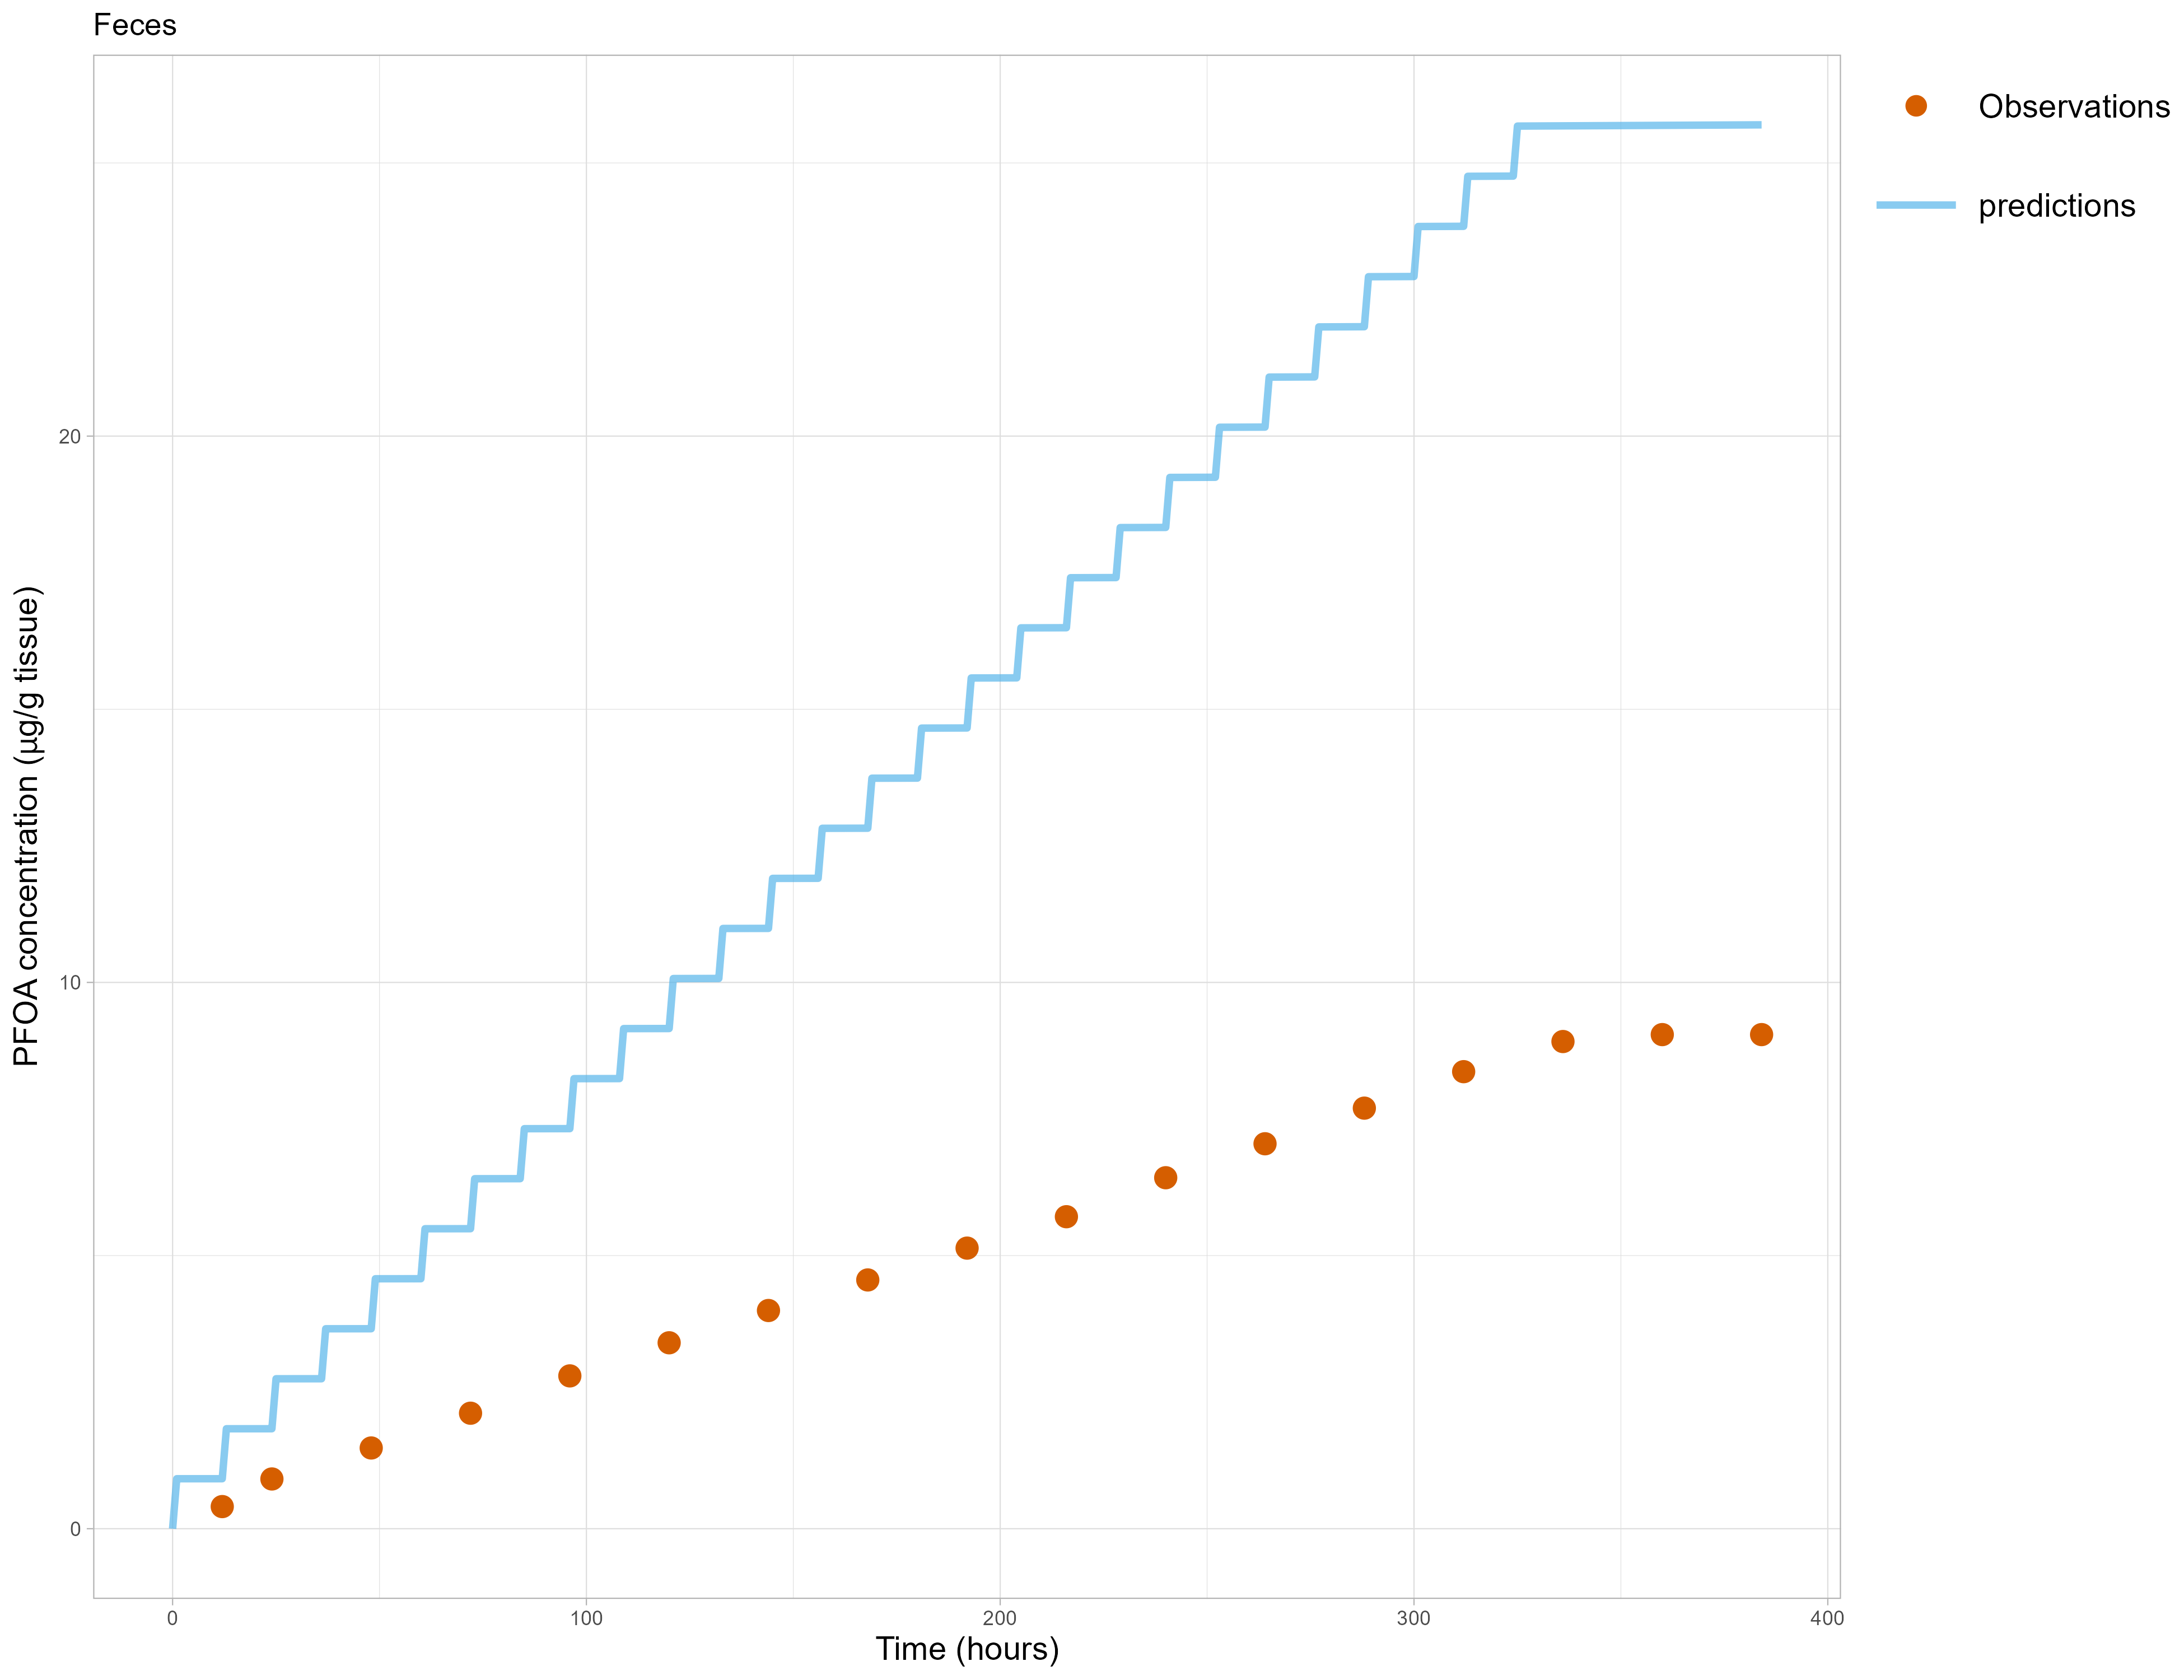 Feces
Observations
predictions
PFOA concentration (µg/g tissue)
20
10
0
0
100
200
300
400
Time (hours)